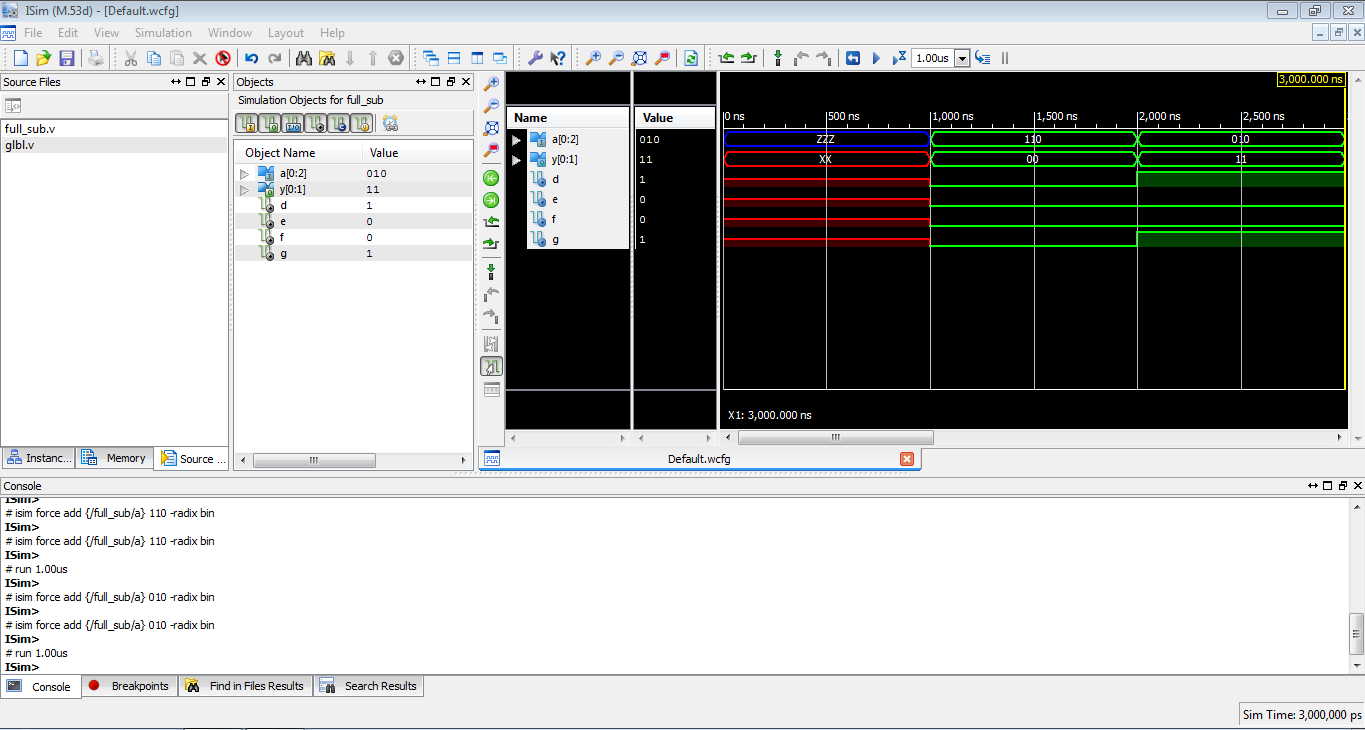 ISim (M.53d) - [Default.wcfg]
File Edit View Simulation Window Layout Help
1.00us
Source Files
full_sub.v
glbl.v
Instanc... Memory Source ...
Objects
Simulation Objects for full_sub
Object Name Value
a[0:2] 010
y[0:1] 11
d 1
e 0
f 0
g 1
Name Value
a[0:2] 010
y[0:1] 11
d 1
e 0
f 0
g 1
3,000.000 ns
0 ns 500 ns 1,000 ns 1,500 ns 2,000 ns 2,500 ns
ZZZ 110 010
XX 00 11
X1: 3,000.000 ns
Default.wcfg
Console
ISim>
# isim force add {/full_sub/a} 110 -radix bin
ISim>
# isim force add {/full_sub/a} 110 -radix bin
ISim>
# run 1.00us
ISim>
# isim force add {/full_sub/a} 010 -radix bin
ISim>
# isim force add {/full_sub/a} 010 -radix bin
ISim>
# run 1.00us
ISim>
Console Breakpoints Find in Files Results Search Results
Sim Time: 3,000,000 ps